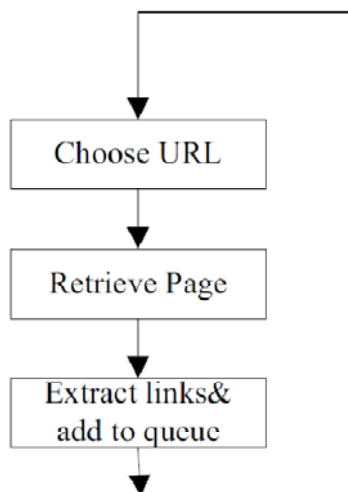 Choose URL
Retrieve Page
Extract links&
add to queue